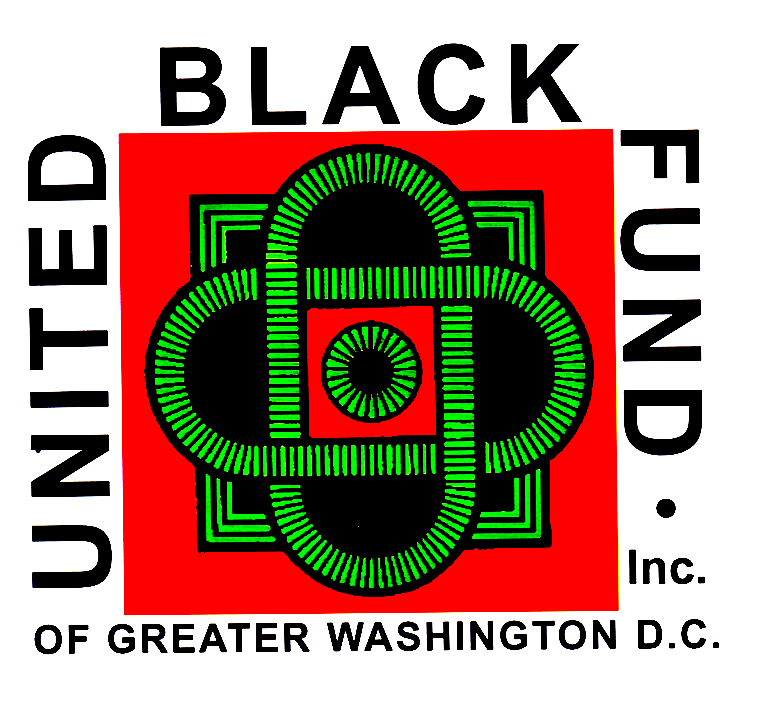 UNITED
BLACK
FUND •
Inc.
OF GREATER WASHINGTON D.C.